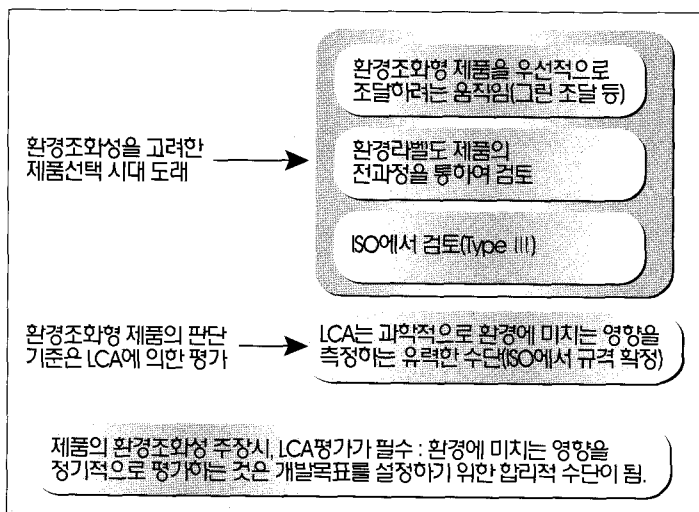 환경조화형 제품을 우선적으로
조달하려는 움직임(그린 조달 등)
환경조화성을 고려한
제품선택 시대 도래
환경라벨도 제품의
전과정을 통하여 검토
ISO에서 검토(Type III)
환경조화형 제품의 판단
기준은 LCA에 의한 평가
LCA는 과학적으로 환경에 미치는 영향을
측정하는 유력한 수단(ISO에서 규격 확정)
제품의 환경조화성 주장시, LCA평가가 필수 : 환경에 미치는 영향을
정기적으로 평가하는 것은 개발목표를 설정하기 위한 합리적 수단이 됨.